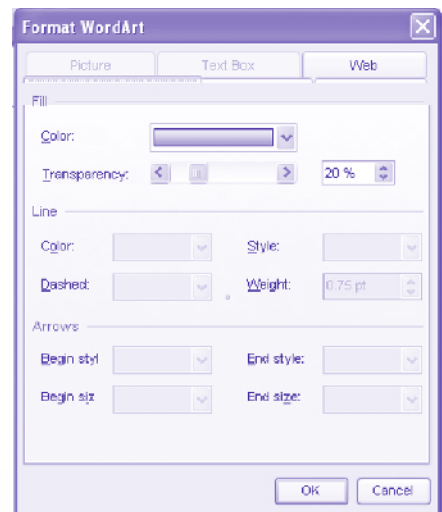 Format WordArt
Picture Text Box Web
Fill
Color:
Transparency: 20 %
Line
Color: Style:
Dashed: Weight: 0.75 pt
Arrows
Begin styl End style:
Begin siz End size:
OK Cancel